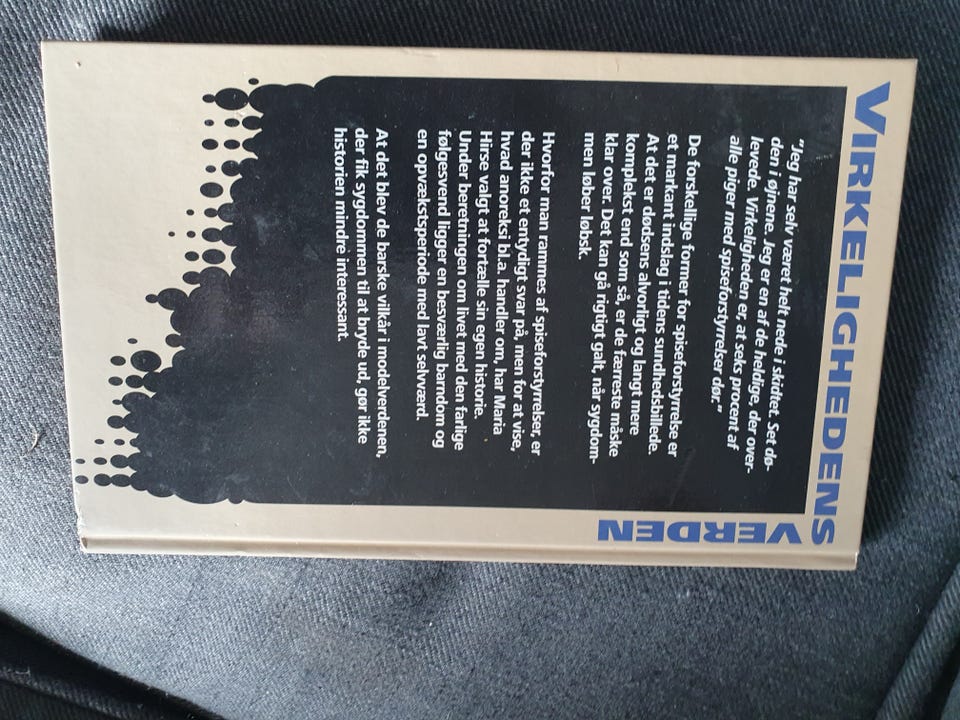 VIRKELIGHEDENS
VERDEN
"Jeg har selv været helt nede i skidtet. Set dø-
den i øjnene. Jeg er en af de heldige, der over-
levede. Virkeligheden er, at seks procent af
alle piger med spiseforstyrrelser dør."
De forskellige former for spiseforstyrrelse er
et markant indslag i tidens sundhedsbillede.
At det er dødsens alvorligt og langt mere
komplekst end som så, er de færreste måske
klar over. Det kan gå rigtigt galt, når sygdom-
men løber løbsk.
Hvorfor man rammes af spiseforstyrrelser, er
der ikke et entydigt svar på, men for at vise,
hvad anoreksi bl.a. handler om, har Maria
Hirse valgt at fortælle sin egen historie.
Under beretningen om livet med den farlige
følgesvend ligger en besværlig barndom og
en opvækstsperiode med lavt selvværd.
At det blev de barske vilkår i modelverdenen,
der fik sygdommen til at bryde ud, gør ikke
historien mindre interessant.